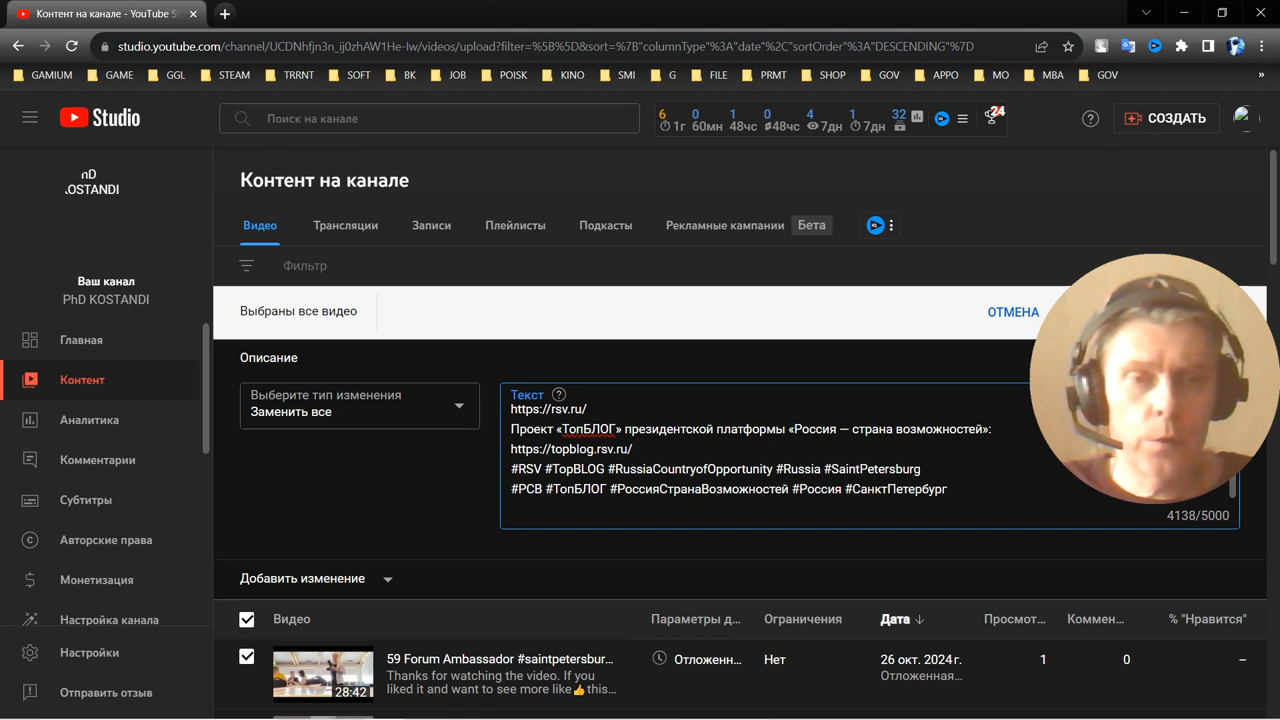 Контент на канале - YouTube S
studio.youtube.com/channel/UCDNhfjn3n_ij0zhAW1He-Iw/videos/upload?filter=%5B%5D&sort=%7B"columnType"%3A"date"%2C"sortOrder"%3A"DESCENDING"%7D
GAMIUM GAME GGL STEAM TRRNT SOFT BK JOB POISK KINO SMI G FILE PRMT SHOP GOV APPO MO MBA GOV »
Studio
Поиск на канале
6 0 1 0 4 1 32 24
1г 60мн 48чс 48чс 7дн 7дн
СОЗДАТЬ
nD
OSTANDI
Ваш канал
PhD KOSTANDI
Главная
Контент
Аналитика
Комментарии
Субтитры
Авторские права
Монетизация
Настройка канала
Настройки
Отправить отзыв
Контент на канале
Видео Трансляции Записи Плейлисты Подкасты Рекламные кампании Бета
Фильтр
Выбраны все видео
ОТМЕНА
Описание
Выберите тип изменения
Заменить все
Текст
https://rsv.ru/
Проект «ТопБЛОГ» президентской платформы «Россия — страна возможностей»:
https://topblog.rsv.ru/
#RSV #TopBLOG #RussiaCountryofOpportunity #Russia #SaintPetersburg
#РСВ #ТопБЛОГ #РоссияСтранаВозможностей #Россия #СанктПетербург
4138/5000
Добавить изменение
Видео Параметры д... Ограничения Дата Просмот... Коммен... % "Нравится"
59 Forum Ambassador #saintpetersbur... Отложенн... Нет 26 окт. 2024 г. 1 0 –
Thanks for watching the video. If you Отложенная...
liked it and want to see more like👍this...
28:42